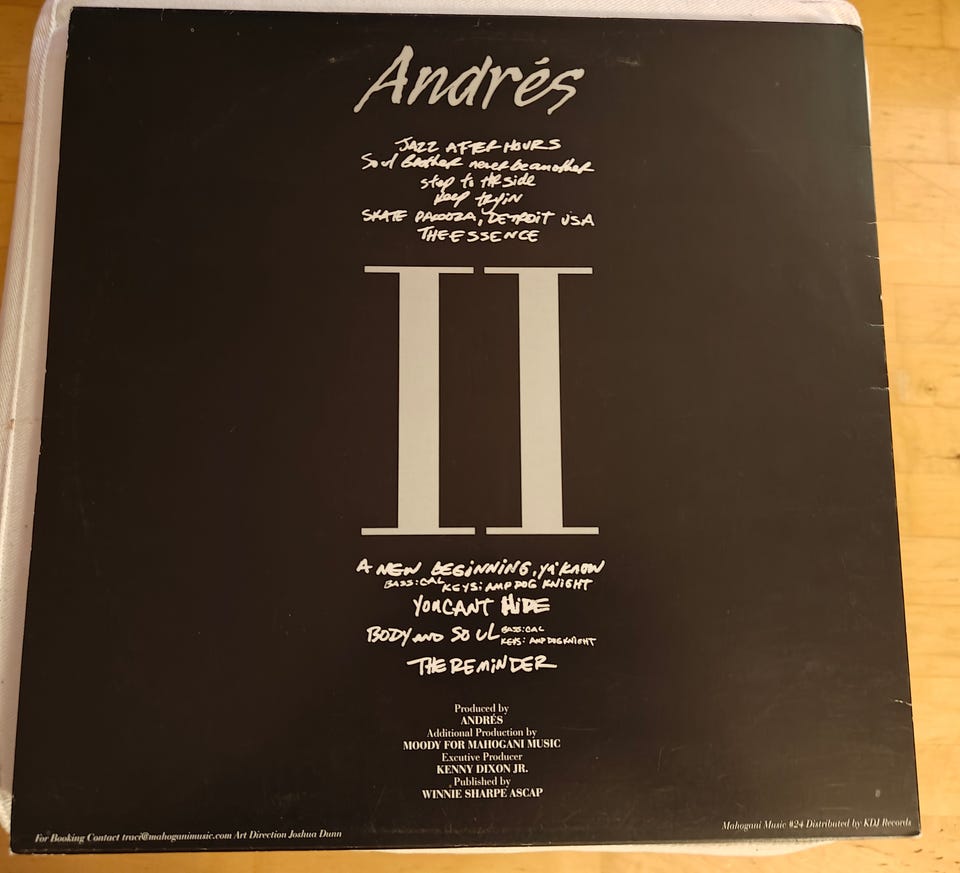 Andrés
JAZZ AFTER HOURS
Soul Brother never be another
step to the side
keep tryin
SKATE PALOOZA, DETROIT USA
THE ESSENCE
II
A NEW BEGINNING, YA' KNOW
BASS: CAL KEYS: AMP DOG KNIGHT
YOU CANT HIDE
BODY AND SOUL BASS: CAL
KEYS: AMP DOG KNIGHT
THE REMINDER
Produced by
ANDRÉS
Additional Production by
MOODY FOR MAHOGANI MUSIC
Excutive Producer
KENNY DIXON JR.
Published by
WINNIE SHARPE ASCAP
For Booking Contact traci@mahoganimusic.com Art Direction Joshua Dunn
Mahogani Music #24 Distributed by KDJ Records